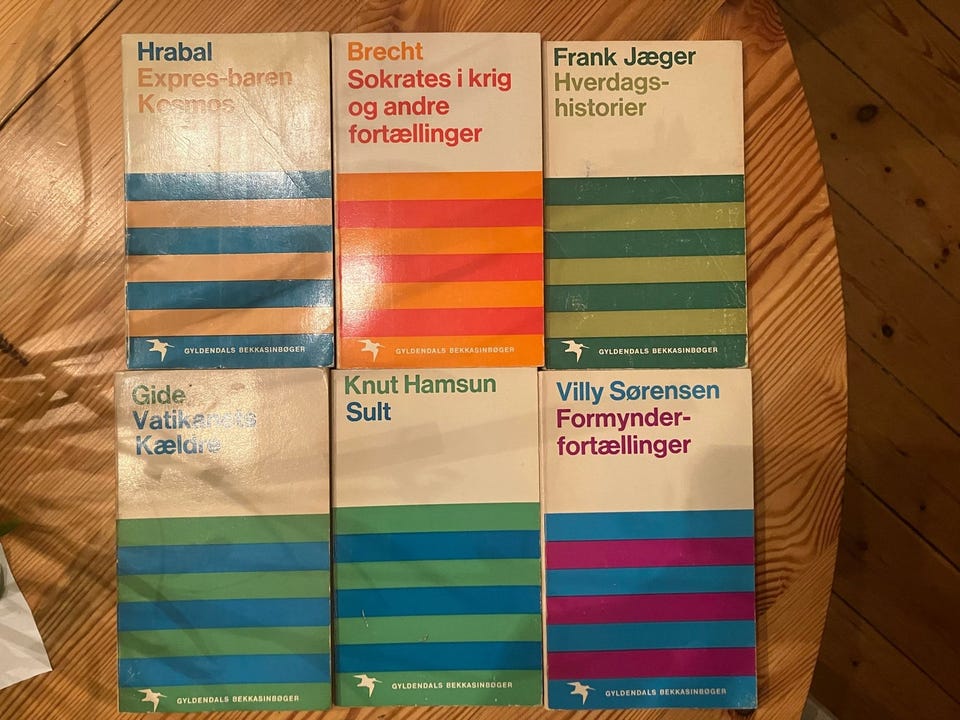 Hrabal
Expres-baren
Kosmos
GYLDENDALS BEKKASINBØGER
Brecht
Sokrates i krig
og andre
fortællinger
GYLDENDALS BEKKASINBØGER
Frank Jæger
Hverdags-
historier
GYLDENDALS BEKKASINBØGER
Gide
Vatikanets
Kældre
GYLDENDALS BEKKASINBØGER
Knut Hamsun
Sult
GYLDENDALS BEKKASINBØGER
Villy Sørensen
Formynder-
fortællinger
GYLDENDALS BEKKASINBØGER